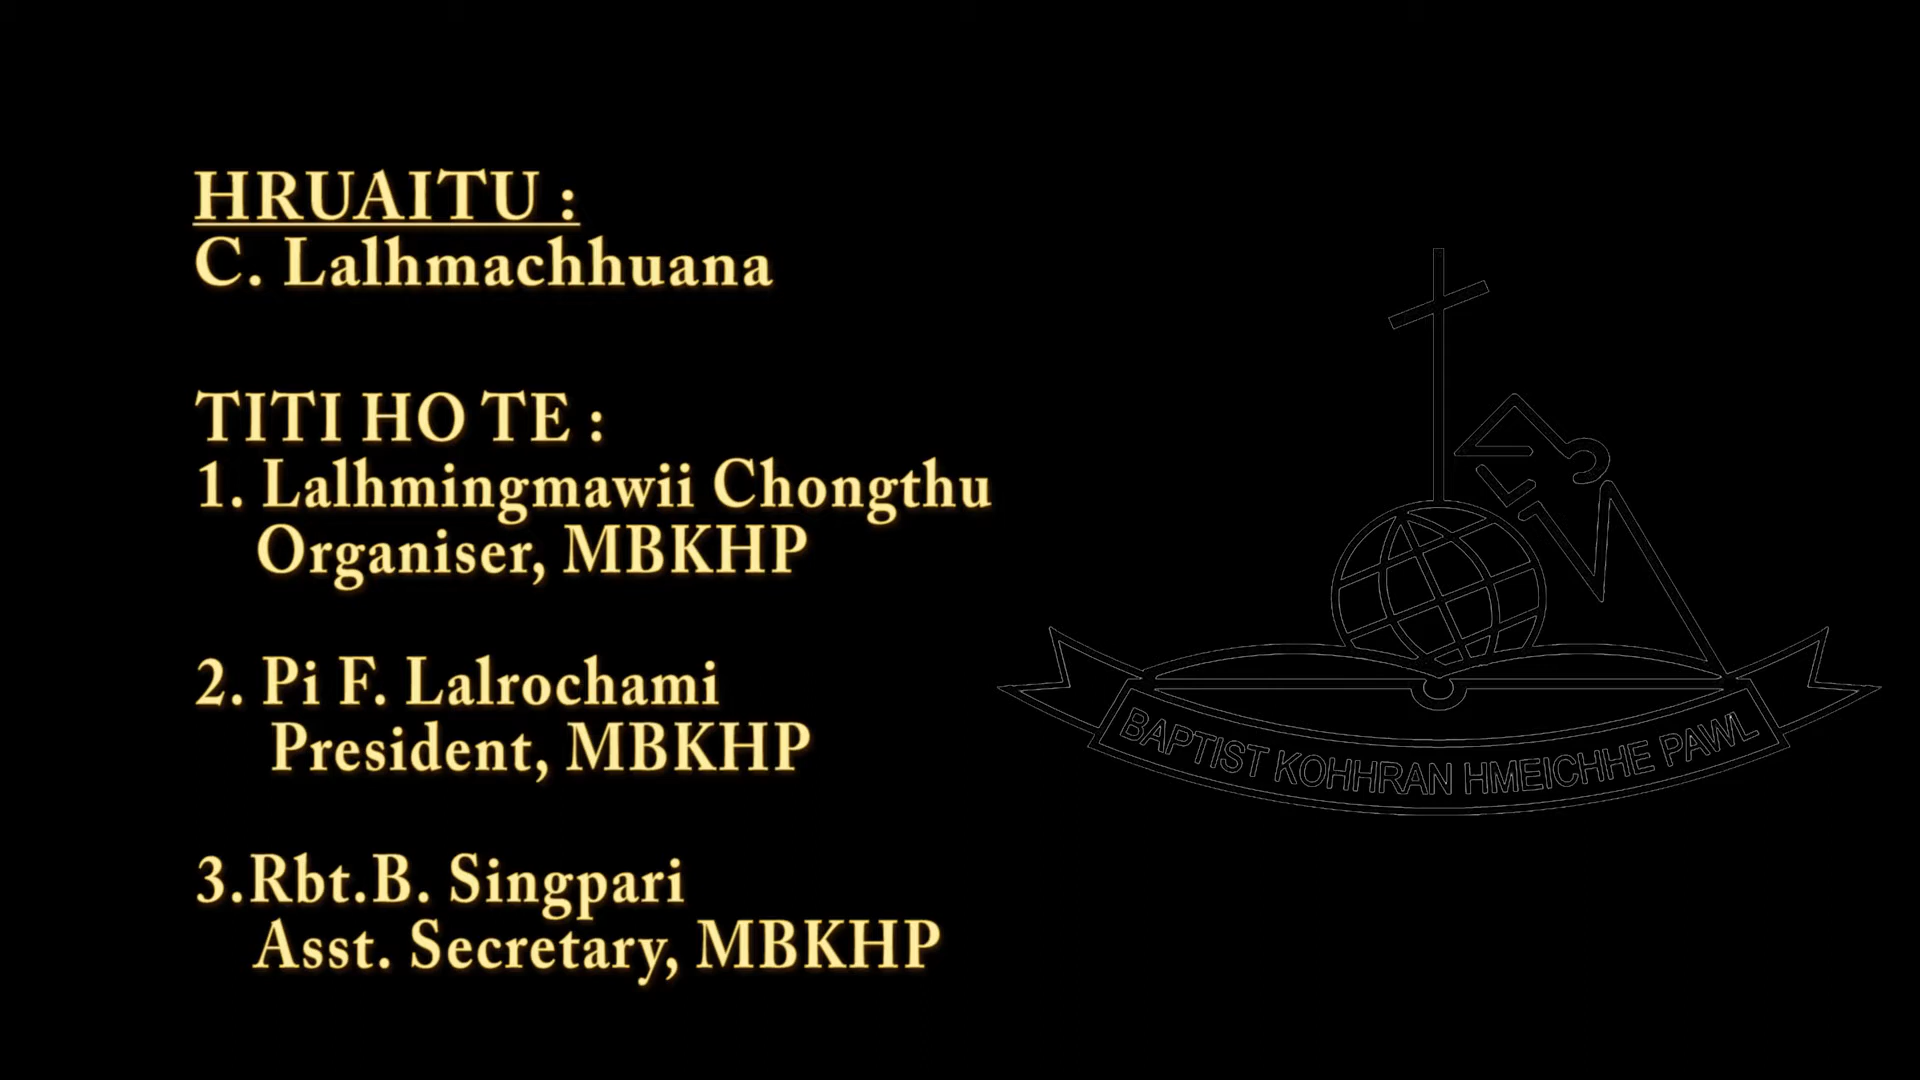 HRUAITU :
C. Lalhmachhuana
TITI HO TE :
1. Lalhmingmawii Chongthu
Organiser, MBKHP
2. Pi F. Lalrochami
President, MBKHP
3.Rbt.B. Singpari
Asst. Secretary, MBKHP
BAPTIST KOHHRAN HMEICHHE PAWL